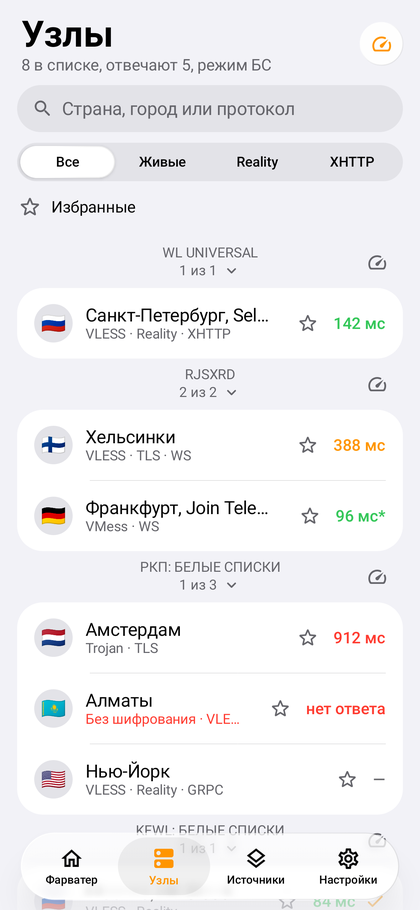 Узлы
8 в списке, отвечают 5, режим БС
Страна, город или протокол
Все
Живые
Reality
XHTTP
Избранные
WL UNIVERSAL
1 из 1
Санкт-Петербург, Sel...
142 мс
VLESS · Reality · XHTTP
RJSXRD
2 из 2
Хельсинки
388 мс
VLESS · TLS · WS
Франкфурт, Join Tele...
96 мс*
VMess · WS
РКП: БЕЛЫЕ СПИСКИ
1 из 3
Амстердам
912 мс
Trojan · TLS
Алматы
нет ответа
Без шифрования · VLE...
Нью-Йорк
–
VLESS · Reality · GRPC
KFWL: БЕЛЫЕ СПИСКИ
1 из 1
Фарватер
Узлы
Источники
Настройки
84 мс